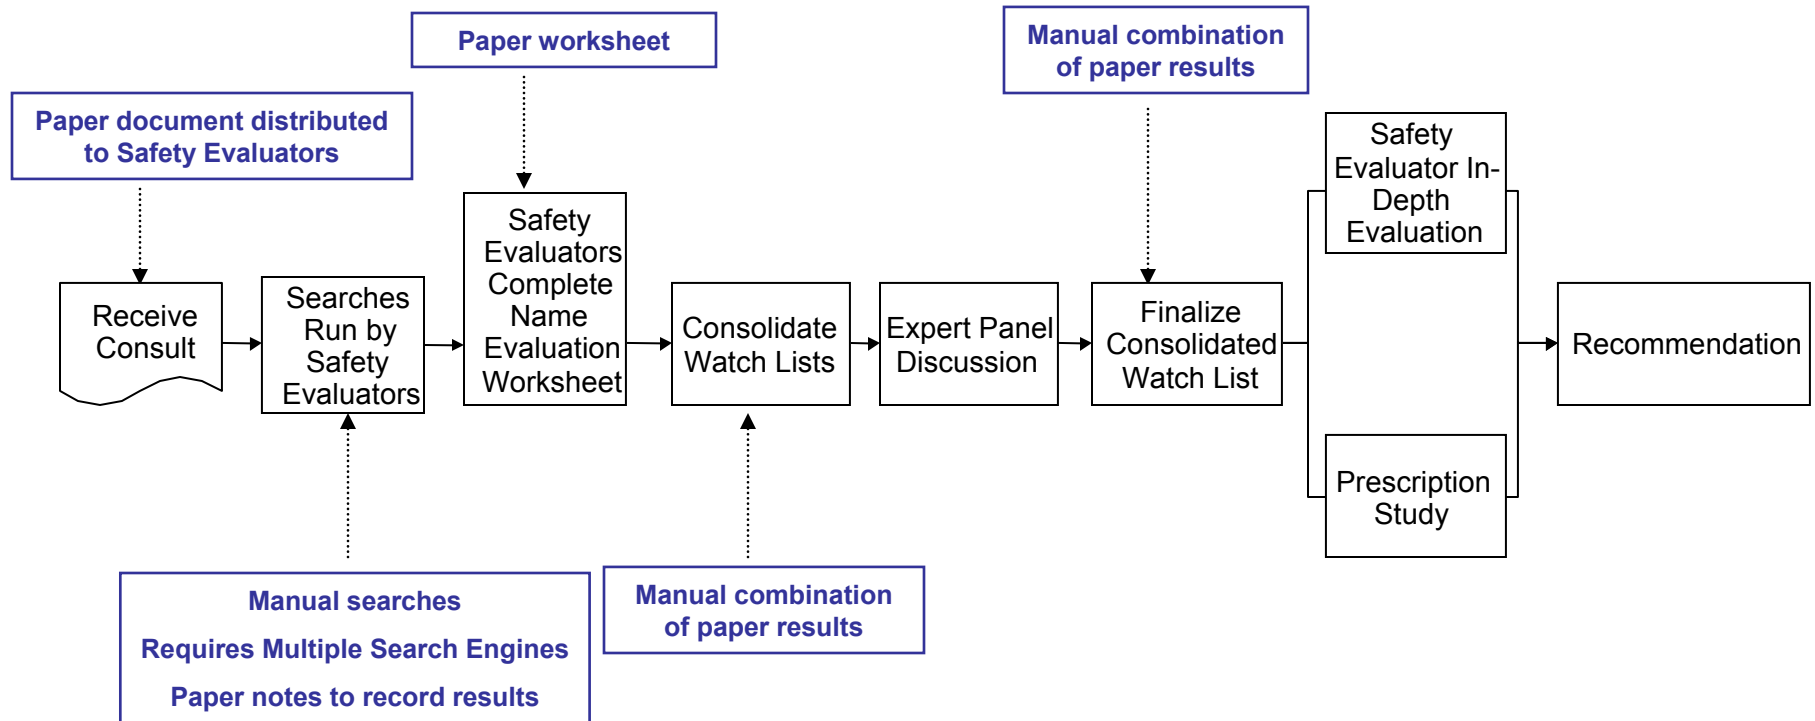 Paper worksheet
Manual combination
of paper results
Paper document distributed
to Safety Evaluators
Receive
Consult
Searches
Run by
Safety
Evaluators
Safety
Evaluators
Complete
Name
Evaluation
Worksheet
Consolidate
Watch Lists
Expert Panel
Discussion
Finalize
Consolidated
Watch List
Safety
Evaluator In-
Depth
Evaluation
Prescription
Study
Recommendation
Manual searches
Requires Multiple Search Engines
Paper notes to record results
Manual combination
of paper results